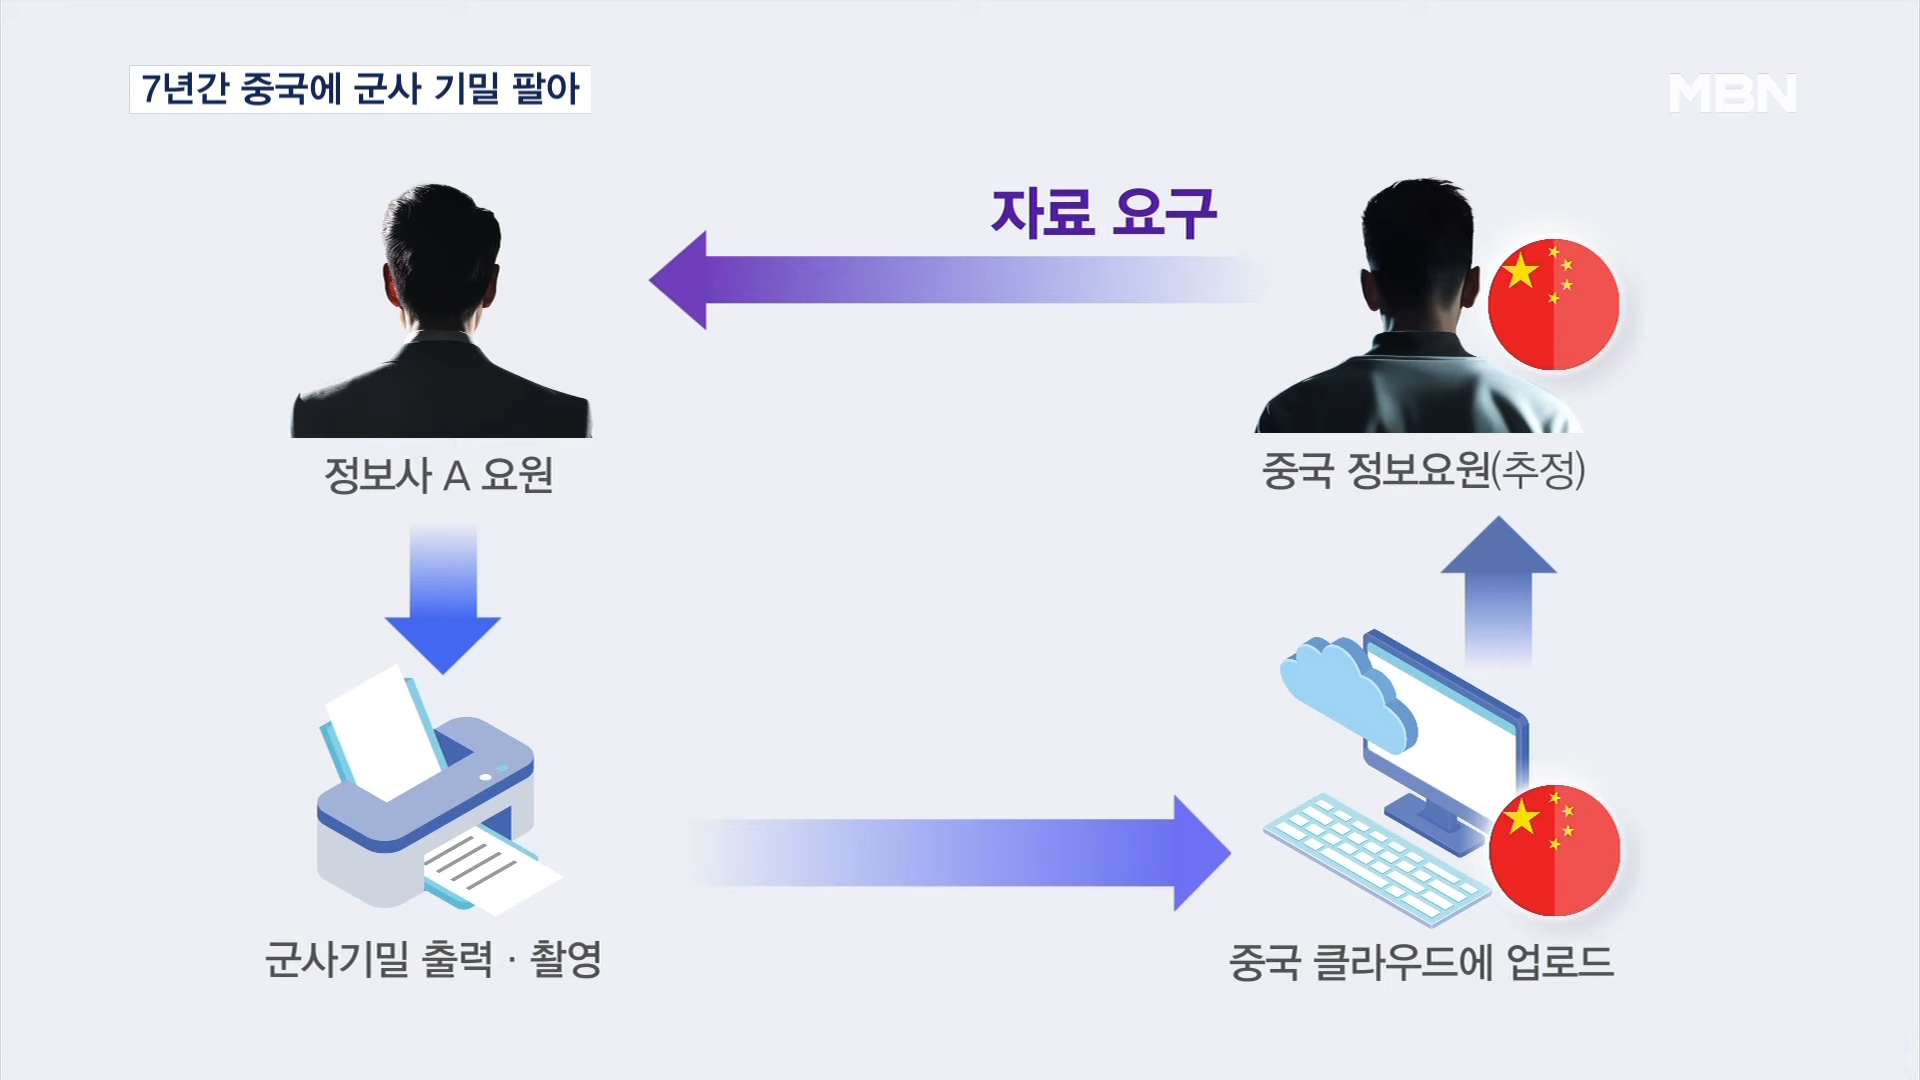 7년간 중국에 군사 기밀 팔아
MBN
자료 요구
정보사 A 요원
중국 정보요원(추정)
군사기밀 출력 · 촬영
중국 클라우드에 업로드